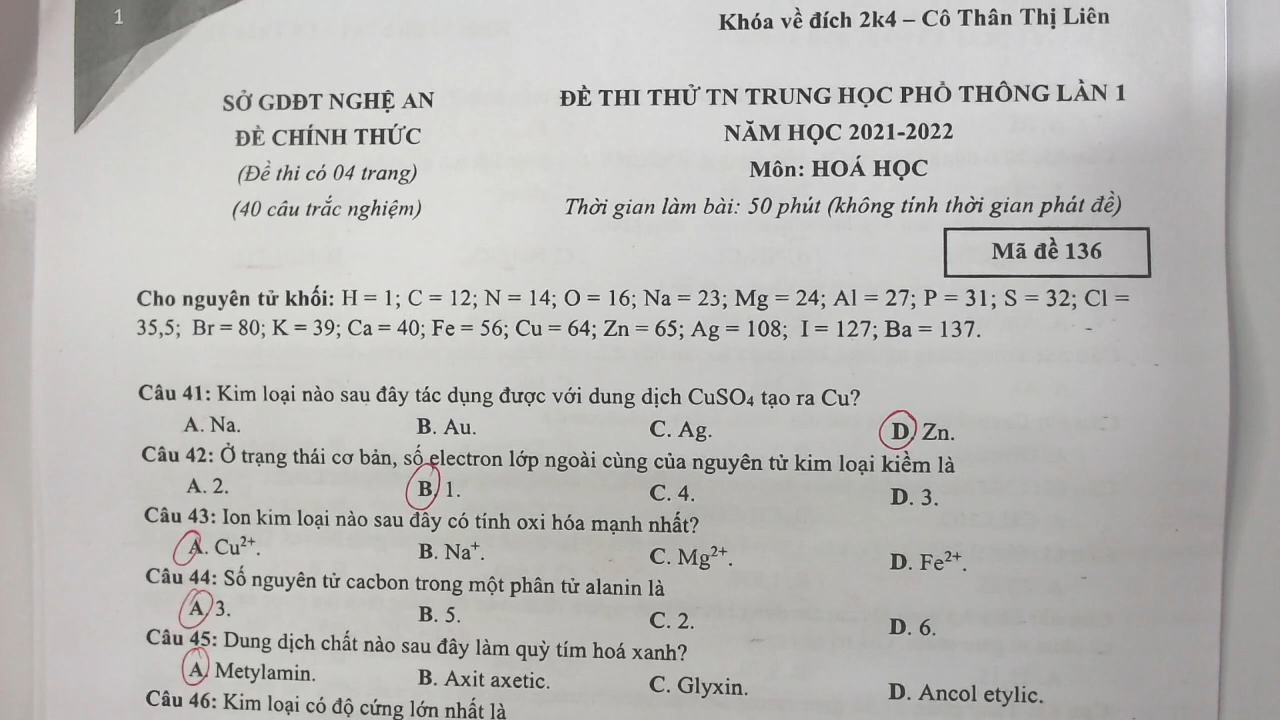 1
Khóa về đích 2k4 – Cô Thân Thị Liên
SỞ GDĐT NGHỆ AN
ĐỀ CHÍNH THỨC
(Đề thi có 04 trang)
(40 câu trắc nghiệm)
ĐỀ THI THỬ TN TRUNG HỌC PHỔ THÔNG LẦN 1
NĂM HỌC 2021-2022
Môn: HOÁ HỌC
Thời gian làm bài: 50 phút (không tính thời gian phát đề)
Mã đề 136
Cho nguyên tử khối: H = 1; C = 12; N = 14; O = 16; Na = 23; Mg = 24; Al = 27; P = 31; S = 32; Cl =
35,5; Br = 80; K = 39; Ca = 40; Fe = 56; Cu = 64; Zn = 65; Ag = 108; I = 127; Ba = 137.
Câu 41: Kim loại nào sau đây tác dụng được với dung dịch CuSO₄ tạo ra Cu?
A. Na. B. Au. C. Ag. D. Zn.
Câu 42: Ở trạng thái cơ bản, số electron lớp ngoài cùng của nguyên tử kim loại kiềm là
A. 2. B. 1. C. 4. D. 3.
Câu 43: Ion kim loại nào sau đây có tính oxi hóa mạnh nhất?
A. Cu²⁺. B. Na⁺. C. Mg²⁺. D. Fe²⁺.
Câu 44: Số nguyên tử cacbon trong một phân tử alanin là
A. 3. B. 5. C. 2. D. 6.
Câu 45: Dung dịch chất nào sau đây làm quỳ tím hoá xanh?
A. Metylamin. B. Axit axetic. C. Glyxin. D. Ancol etylic.
Câu 46: Kim loại có độ cứng lớn nhất là